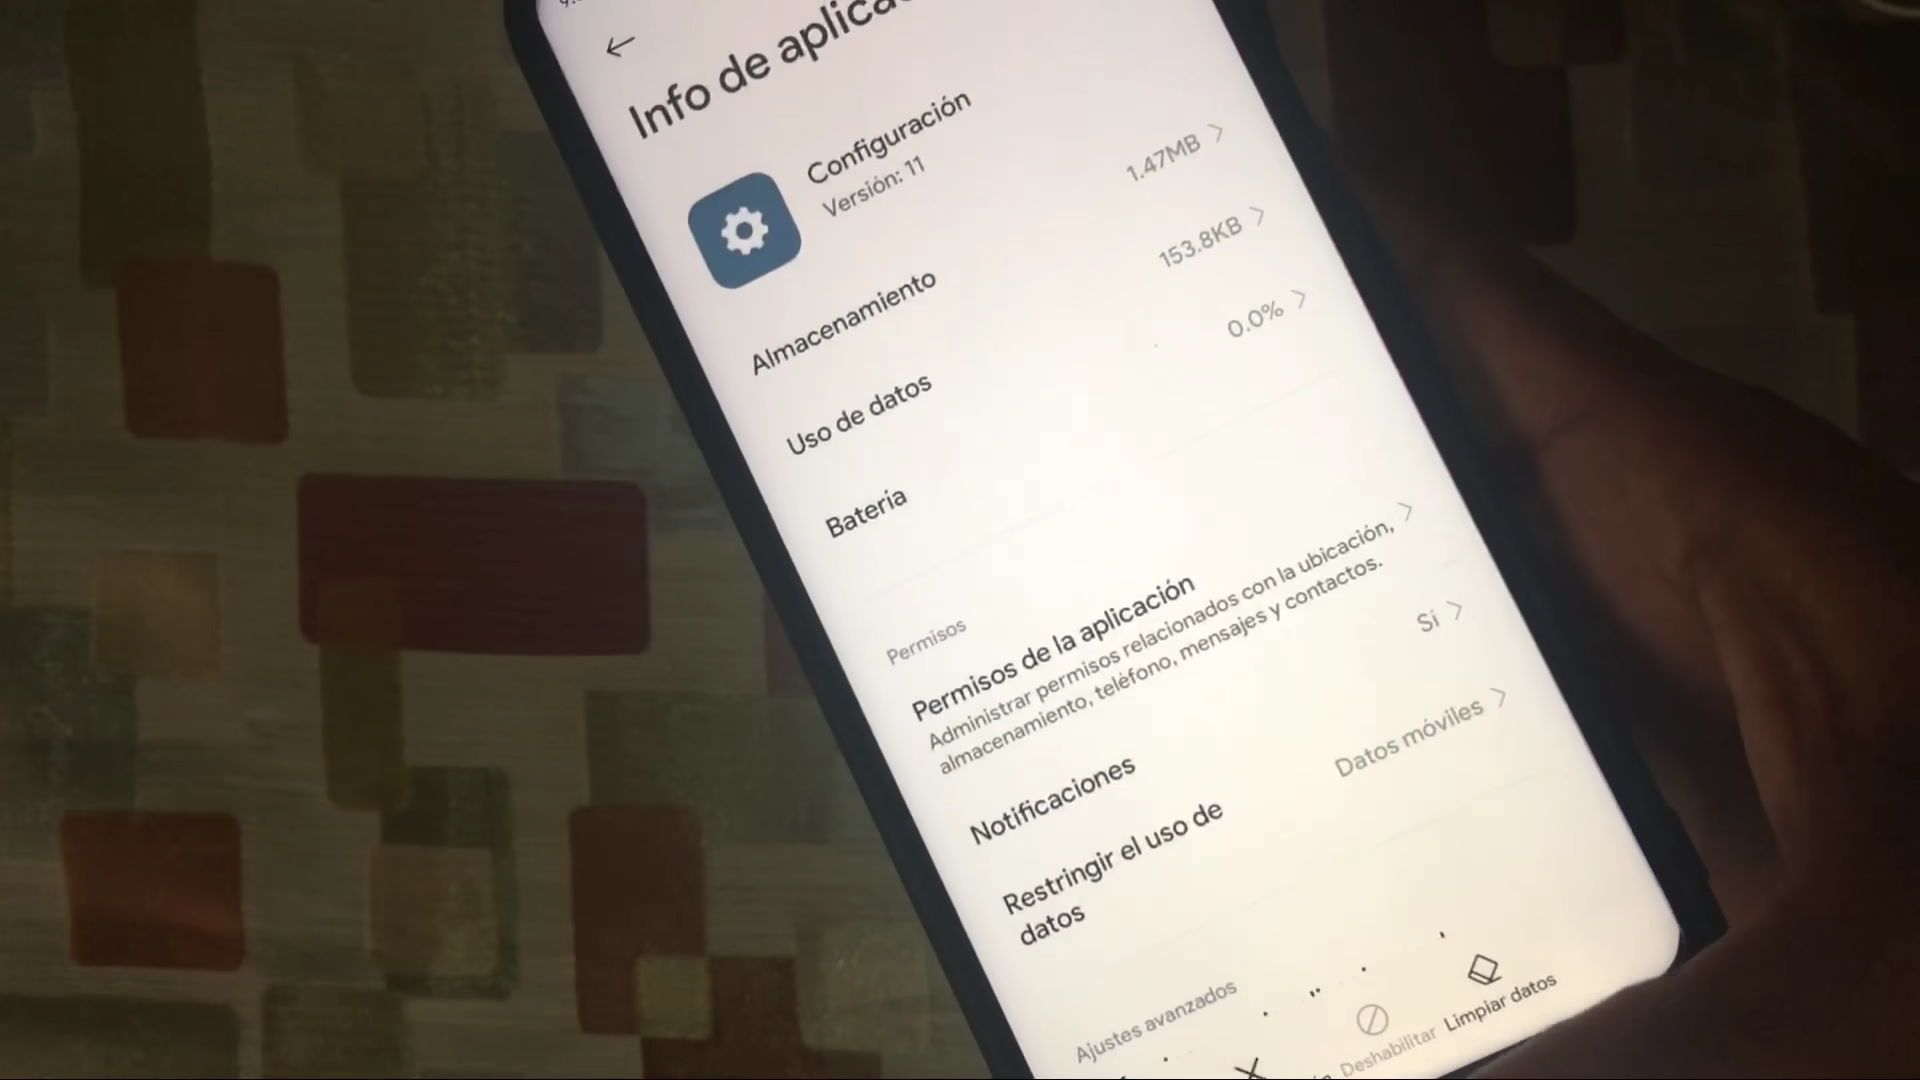 Info de
Configuración
Versión: 11
Almacenamiento
1.47MB
Uso de datos
153.8KB
Batería
0.0%
Permisos
Permisos de la aplicación
Administrar permisos relacionados con la ubicación,
almacenamiento, teléfono, mensajes y contactos.
Notificaciones
Sí
Restringir el uso de
datos
Datos móviles
Ajustes avanzados
Deshabilitar
Limpiar datos